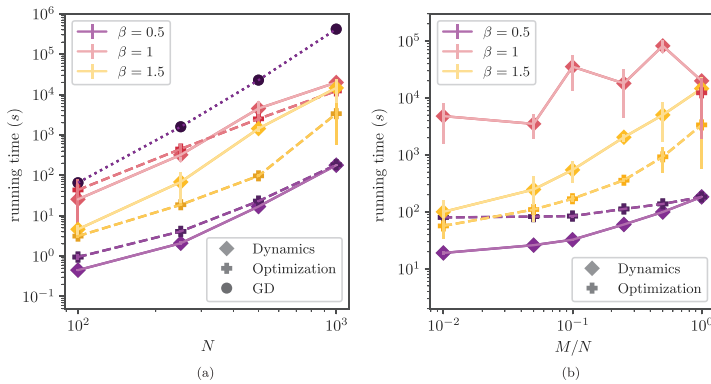 10^6
10^5
10^4
10^3
10^2
10^1
10^0
10^{-1}
running time (s)
β = 0.5
β = 1
β = 1.5
Dynamics
Optimization
GD
10^2
10^3
N
(a)
10^5
10^4
10^3
10^2
10^1
running time (s)
β = 0.5
β = 1
β = 1.5
Dynamics
Optimization
10^{-2}
10^{-1}
10^0
M/N
(b)